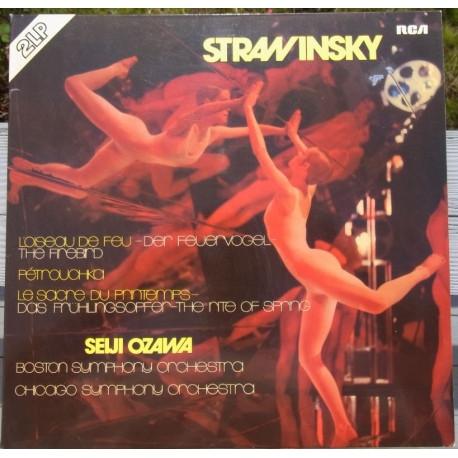 2LP
STRAWINSKY
RCA
L'OISEAU DE FEU - DER FEUERVOGEL -
THE FIREBIRD
PÉTROUCHKA
LE SACRE DU PRINTEMPS -
DAS FRÜHLINGSOPFER - THE RITE OF SPRING
SEIJI OZAWA
BOSTON SYMPHONY ORCHESTRA
CHICAGO SYMPHONY ORCHESTRA